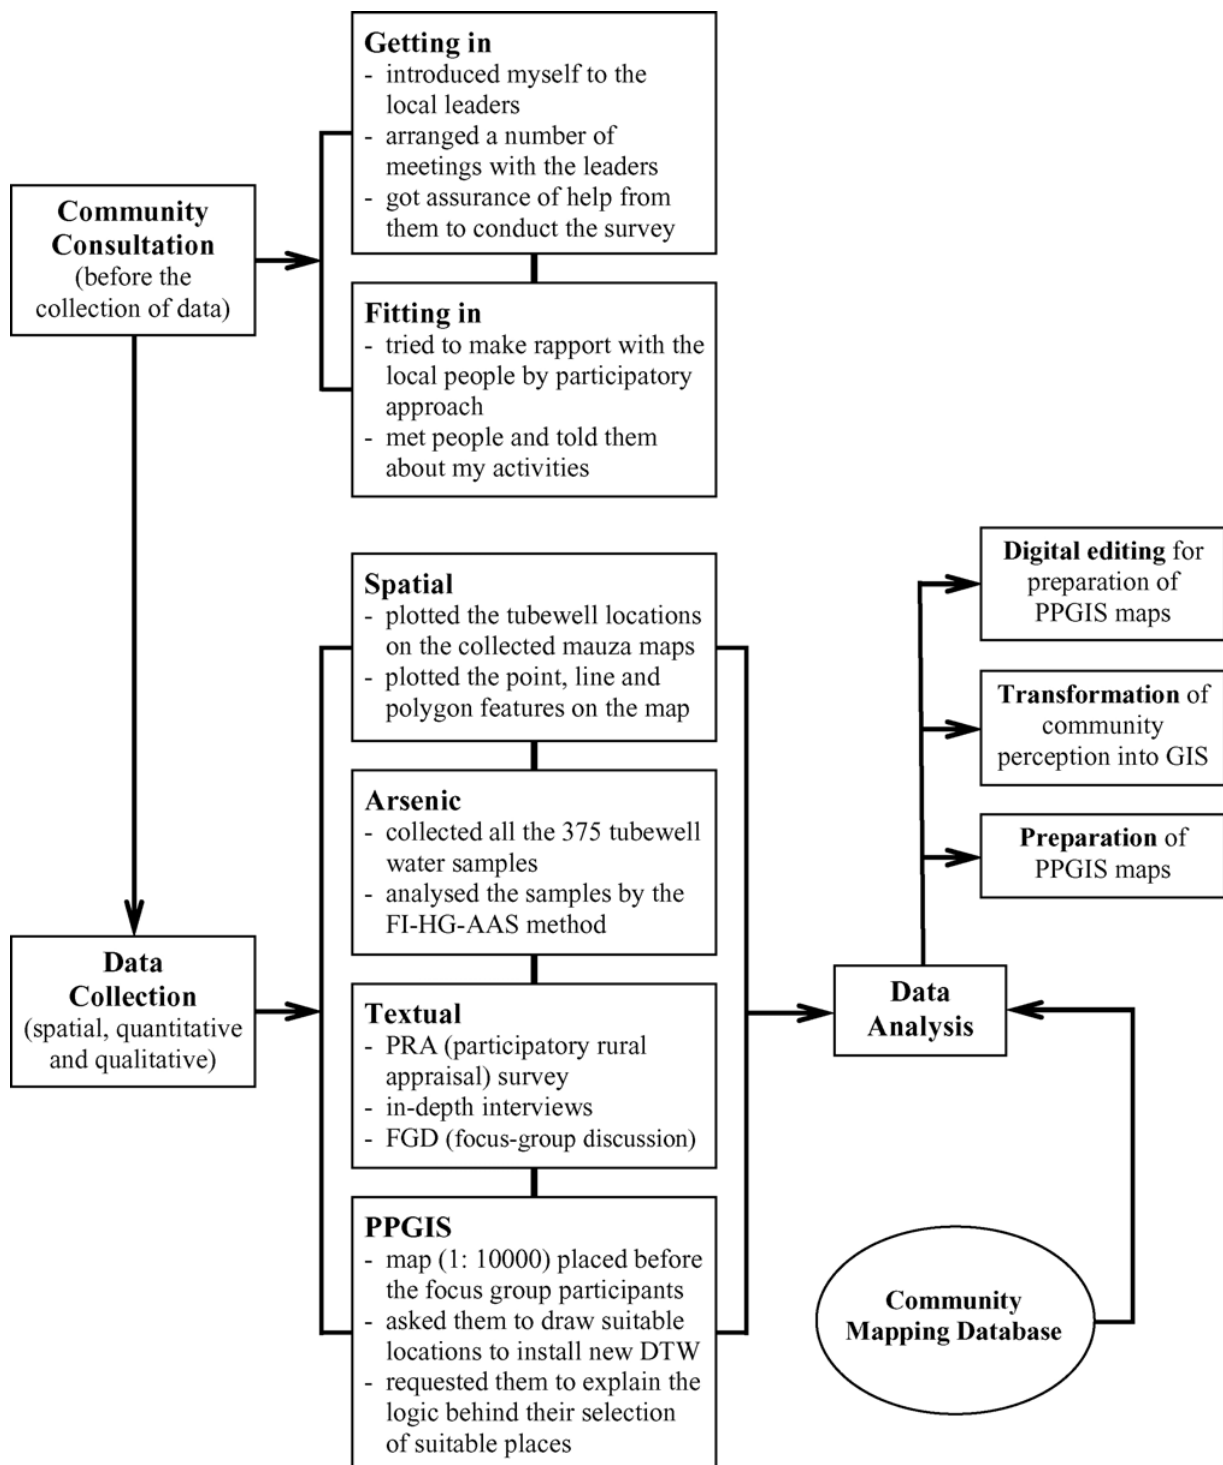 Getting in
- introduced myself to the
local leaders
- arranged a number of
meetings with the leaders
- got assurance of help from
them to conduct the survey
Community
Consultation
(before the
collection of data)
Fitting in
- tried to make rapport with the
local people by participatory
approach
- met people and told them
about my activities
Spatial
- plotted the tubewell locations
on the collected mauza maps
- plotted the point, line and
polygon features on the map
Arsenic
- collected all the 375 tubewell
water samples
- analysed the samples by the
FI-HG-AAS method
Data
Collection
(spatial, quantitative
and qualitative)
Textual
- PRA (participatory rural
appraisal) survey
- in-depth interviews
- FGD (focus-group discussion)
PPGIS
- map (1: 10000) placed before
the focus group participants
- asked them to draw suitable
locations to install new DTW
- requested them to explain the
logic behind their selection
of suitable places
Digital editing for
preparation of
PPGIS maps
Transformation of
community
perception into GIS
Preparation of
PPGIS maps
Data
Analysis
Community
Mapping Database